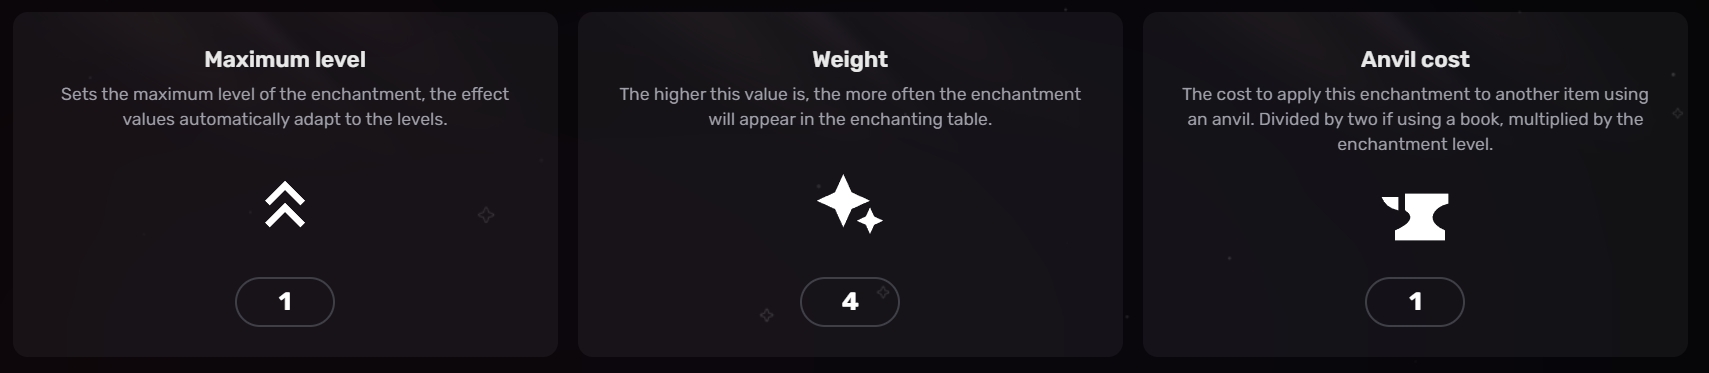 Maximum level
Sets the maximum level of the enchantment, the effect
values automatically adapt to the levels.
1
Weight
The higher this value is, the more often the enchantment
will appear in the enchanting table.
4
Anvil cost
The cost to apply this enchantment to another item using
an anvil. Divided by two if using a book, multiplied by the
enchantment level.
1